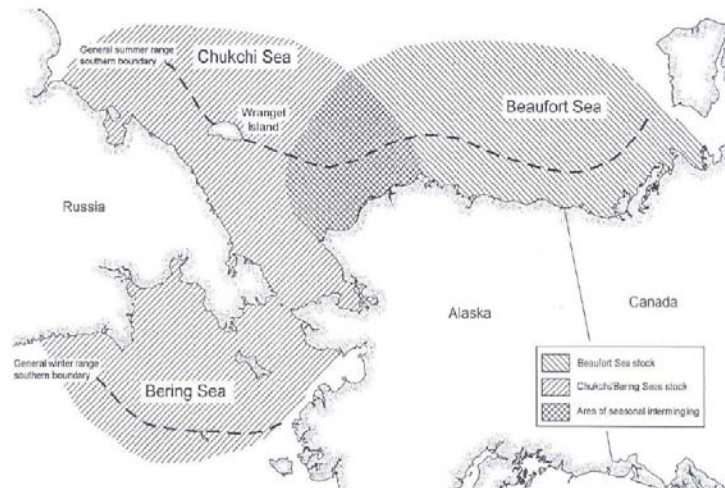 General summer range
southern boundary
Chukchi Sea
Wrangel
Island
Beaufort Sea
Russia
Alaska
Canada
General winter range
southern boundary
Bering Sea
Beaufort Sea stock
Chukchi/Bering Seas stock
Area of seasonal intermingling